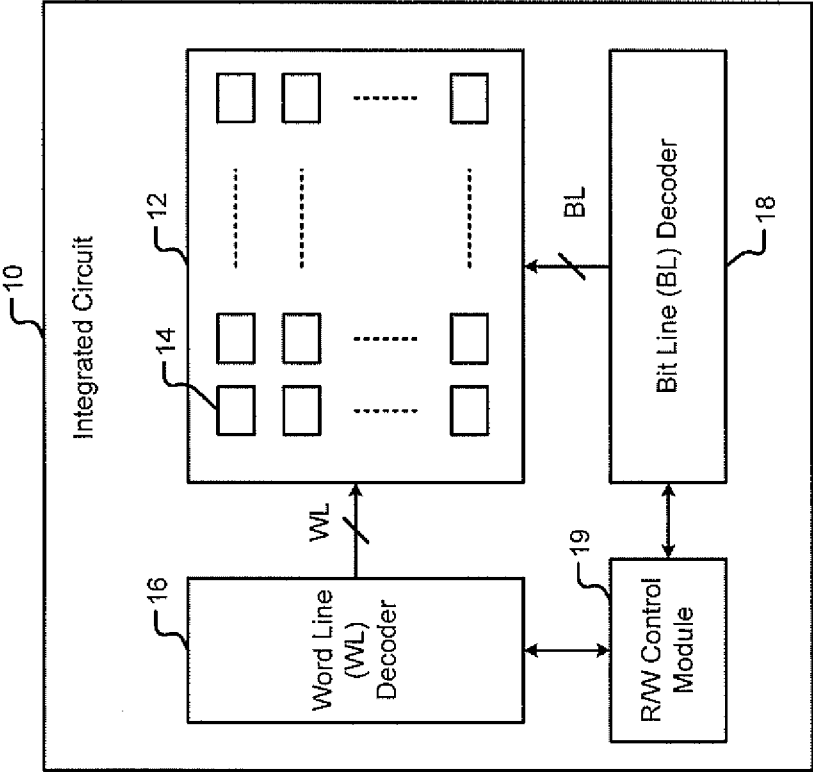 10
Integrated Circuit
12
14
16
Word Line
(WL)
Decoder
WL
BL
19
R/W Control
Module
Bit Line (BL) Decoder
18